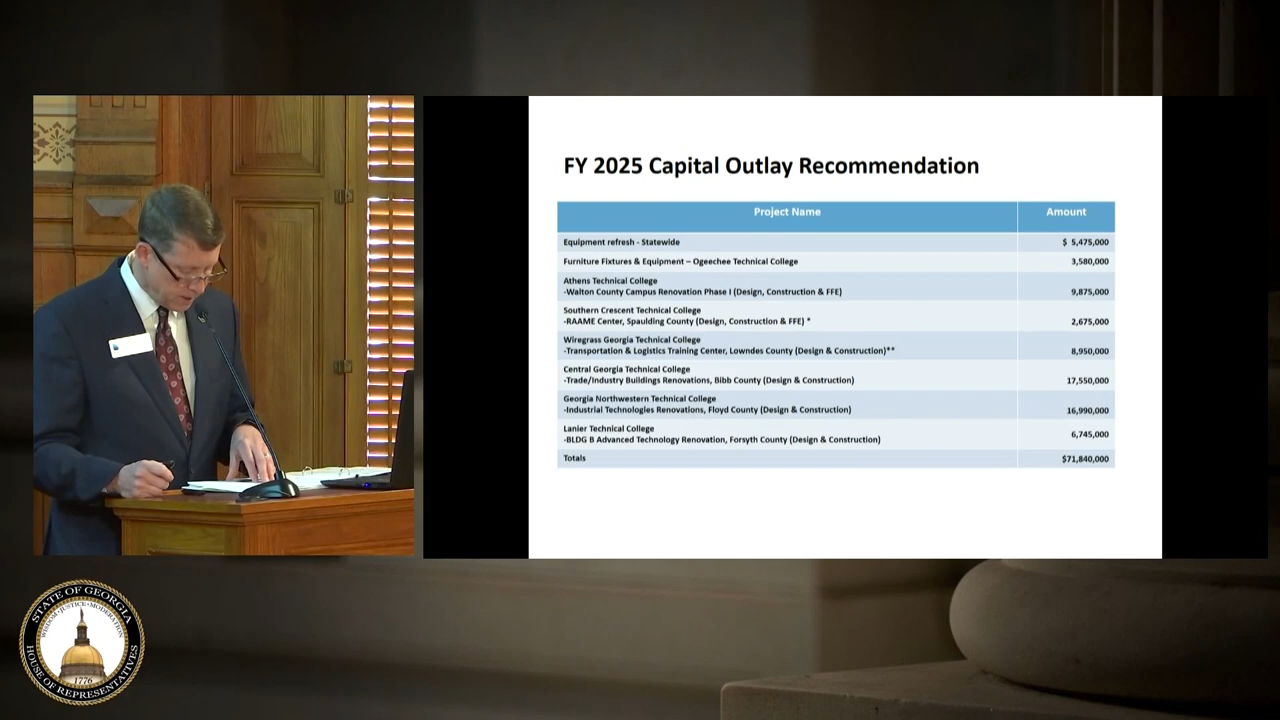 FY 2025 Capital Outlay Recommendation
Project Name Amount
Equipment refresh - Statewide $ 5,475,000
Furniture Fixtures & Equipment – Ogeechee Technical College 3,580,000
Athens Technical College
-Walton County Campus Renovation Phase I (Design, Construction & FFE) 9,875,000
Southern Crescent Technical College
-RAAME Center, Spaulding County (Design, Construction & FFE) * 2,675,000
Wiregrass Georgia Technical College
-Transportation & Logistics Training Center, Lowndes County (Design & Construction)** 8,950,000
Central Georgia Technical College
-Trade/Industry Buildings Renovations, Bibb County (Design & Construction) 17,550,000
Georgia Northwestern Technical College
-Industrial Technologies Renovations, Floyd County (Design & Construction) 16,990,000
Lanier Technical College
-BLDG B Advanced Technology Renovation, Forsyth County (Design & Construction) 6,745,000
Totals $71,840,000
STATE OF GEORGIA
WISDOM • JUSTICE • MODERATION
1776
HOUSE OF REPRESENTATIVES